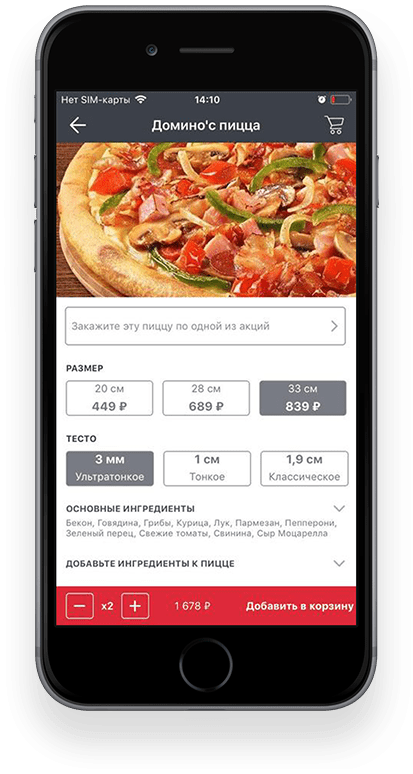 Нет SIM-карты 14:10
Домино'с пицца
Закажите эту пиццу по одной из акций
РАЗМЕР
20 см 28 см 33 см
449 ₽ 689 ₽ 839 ₽
ТЕСТО
3 мм 1 см 1,9 см
Ультратонкое Тонкое Классическое
ОСНОВНЫЕ ИНГРЕДИЕНТЫ
Бекон, Говядина, Грибы, Курица, Лук, Пармезан, Пепперони,
Зеленый перец, Свежие томаты, Свинина, Сыр Моцарелла
ДОБАВЬТЕ ИНГРЕДИЕНТЫ К ПИЦЦЕ
x2 1 678 ₽ Добавить в корзину